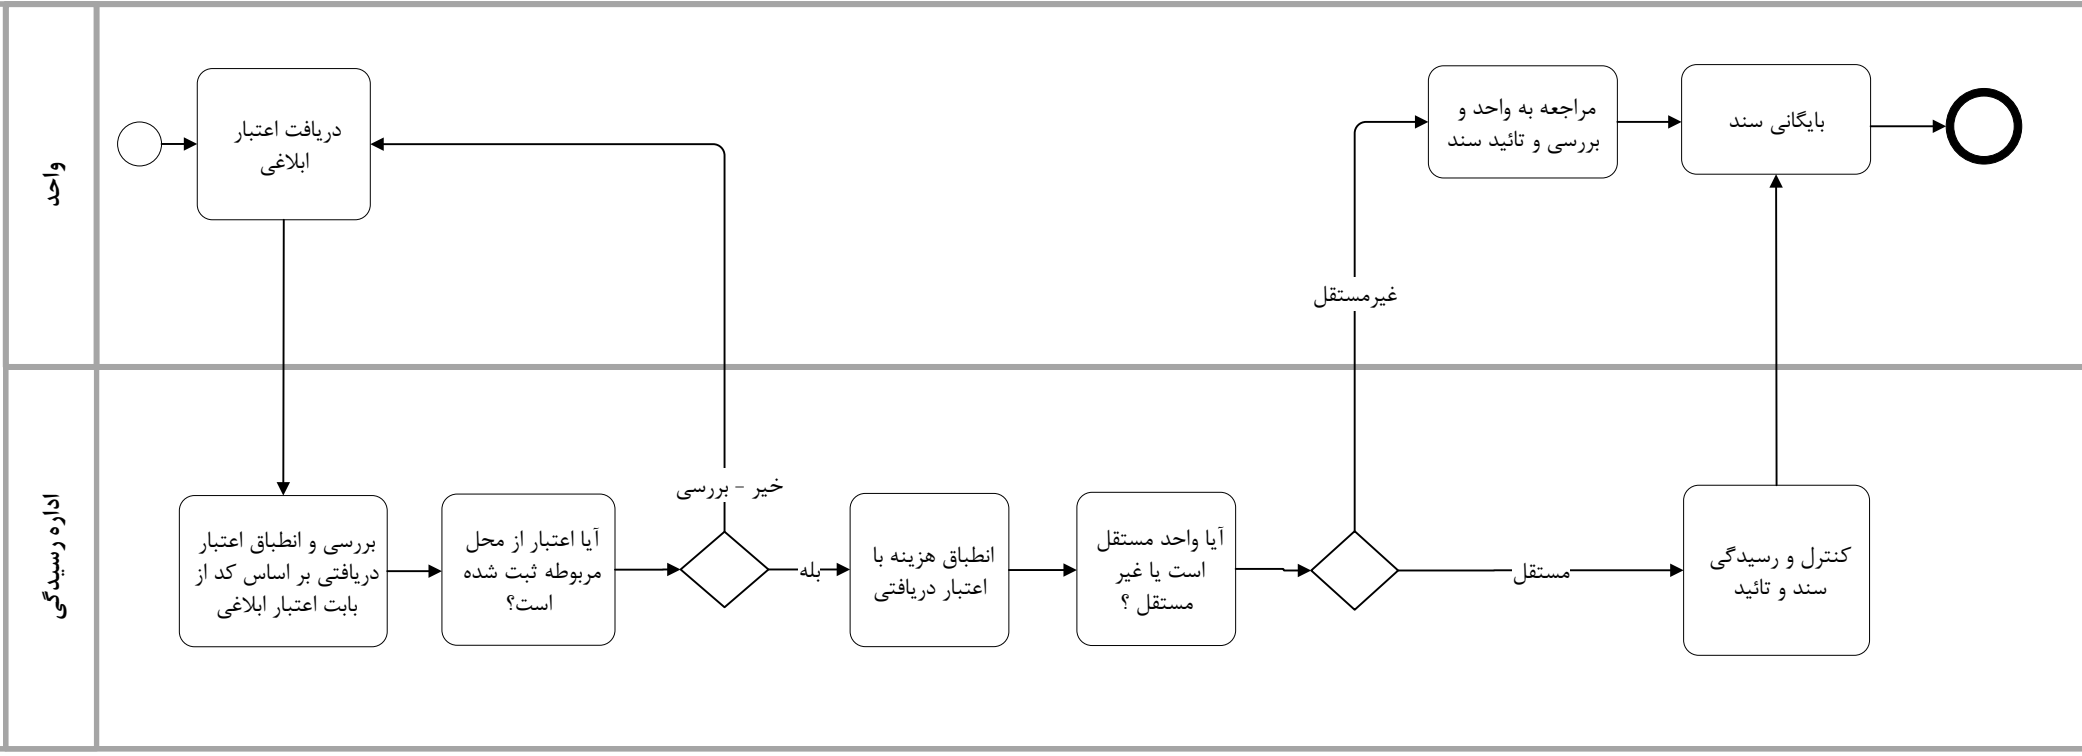 واحد
دریافت اعتبار
ابلاغی
مراجعه به واحد و
بررسی و تائید سند
بایگانی سند
غیرمستقل
اداره رسیدگی
بررسی و انطباق اعتبار
دریافتی بر اساس کد از
بابت اعتبار ابلاغی
آیا اعتبار از محل
مربوطه ثبت شده
است؟
خیر - بررسی
بله
انطباق هزینه با
اعتبار دریافتی
آیا واحد مستقل
است یا غیر
مستقل ؟
مستقل
کنترل و رسیدگی
سند و تائید